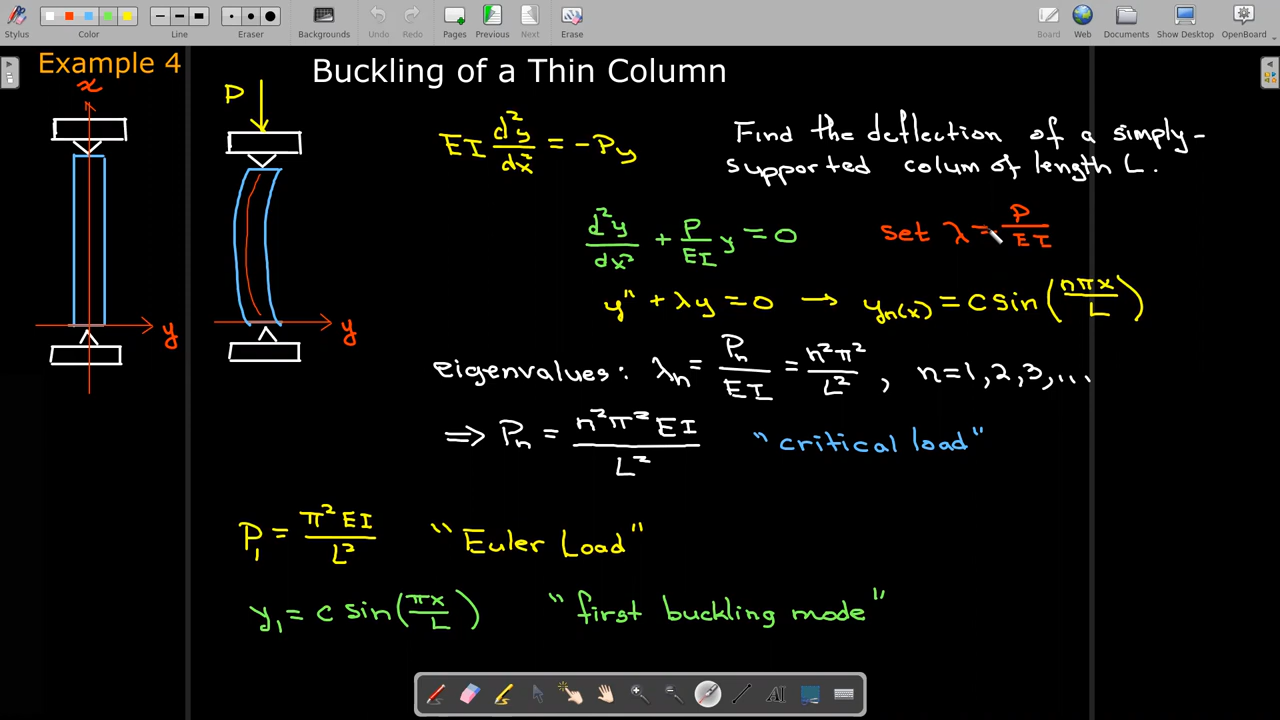 Stylus
Color
Line
Eraser
Backgrounds
Undo
Redo
Pages
Previous
Next
Erase
Board
Web
Documents
Show Desktop
OpenBoard
Example 4
Buckling of a Thin Column
x
y
P
y
EI d²y/dx² = -Py
Find the deflection of a simply-
supported colum of length L.
d²y/dx² + P/EI y = 0
set λ = P/EI
y" + λy = 0 → yn(x) = c sin(nπx/L)
eigenvalues: λn = Pn/EI = n²π²/L², n=1,2,3,...
⇒ Pn = n²π²EI/L² "critical load"
P₁ = π²EI/L² "Euler Load"
y₁ = c sin(πx/L) "first buckling mode"
AI